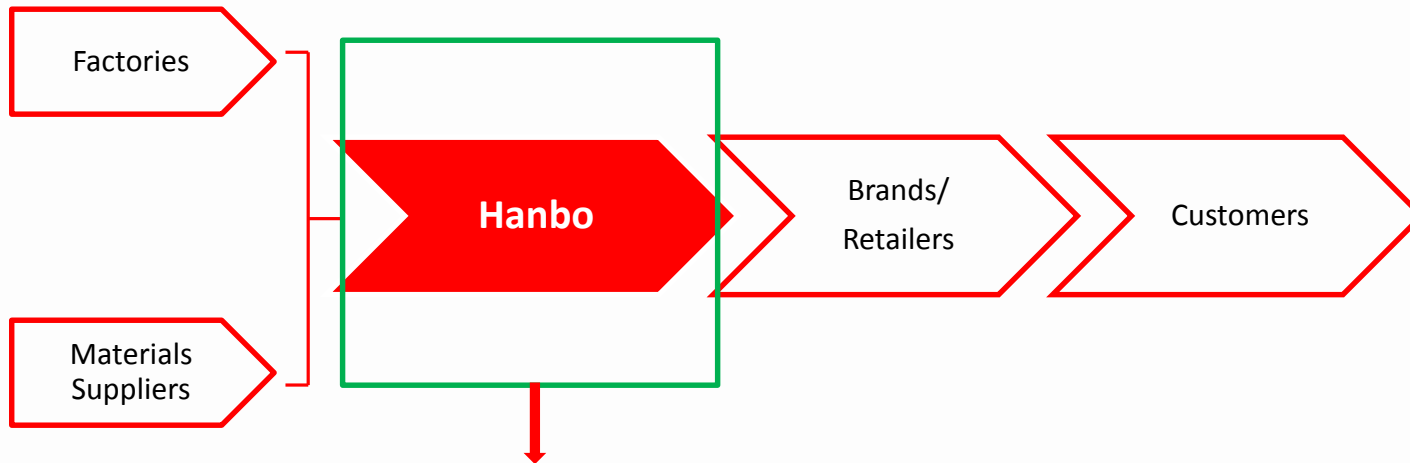 Factories
Hanbo
Brands/
Retailers
Customers
Materials
Suppliers